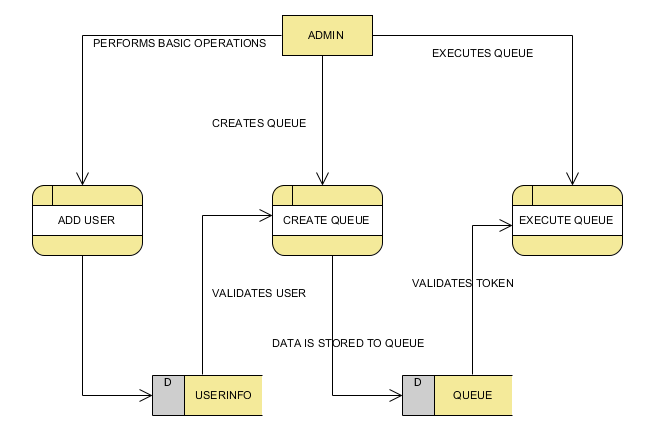 ADMIN
PERFORMS BASIC OPERATIONS
EXECUTES QUEUE
CREATES QUEUE
ADD USER
CREATE QUEUE
EXECUTE QUEUE
VALIDATES USER
VALIDATES TOKEN
DATA IS STORED TO QUEUE
D
USERINFO
D
QUEUE